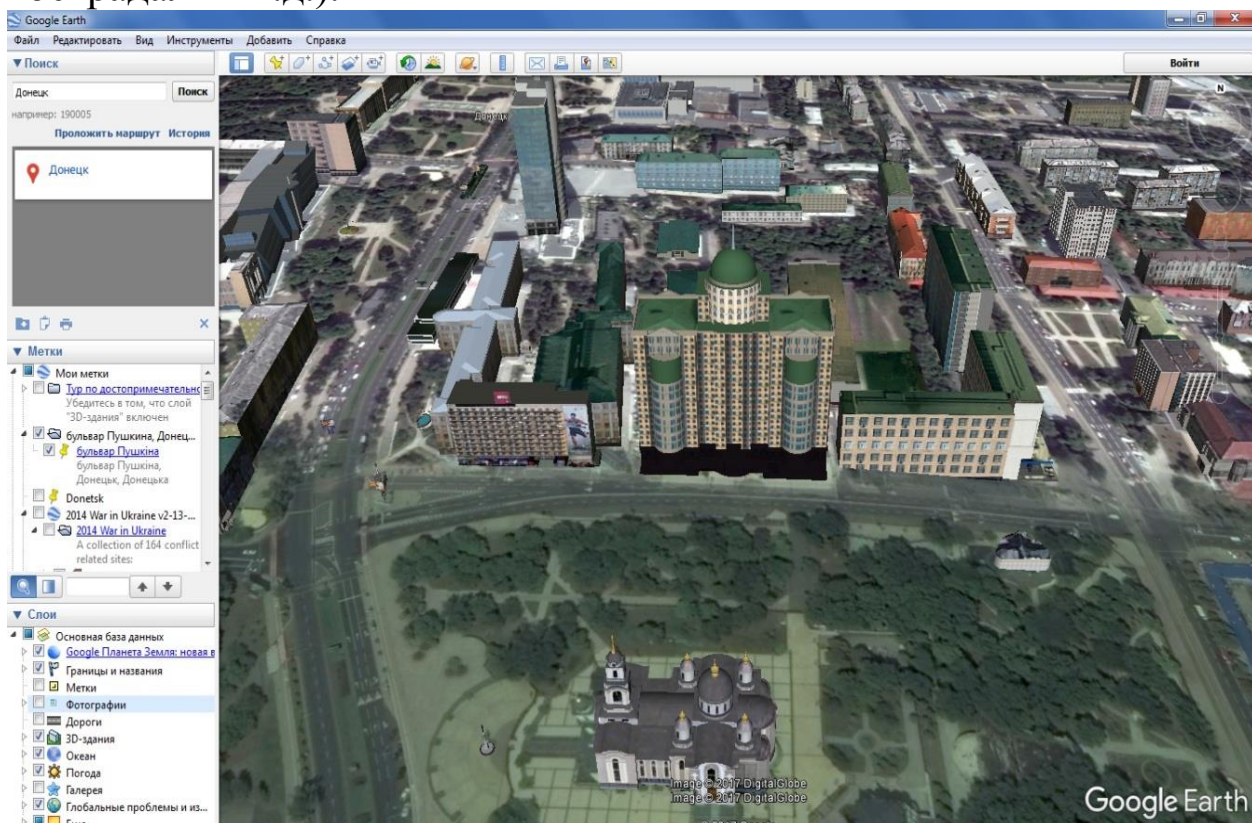 Google Earth
Файл Редактировать Вид Инструменты Добавить Справка
▼ Поиск
Войти
Донецк
Поиск
например: 190005
Проложить маршрут История
Донецк
▼ Метки
Мои метки
Тур по достопримечательно
Убедитесь в том, что слой
"3D-здания" включен
бульвар Пушкина, Донец...
бульвар Пушкіна
бульвар Пушкіна,
Донецьк, Донецька
Donetsk
2014 War in Ukraine v2-13-...
2014 War in Ukraine
A collection of 164 conflict
related sites:
▼ Слои
Основная база данных
Google Планета Земля: новая в
Границы и названия
Метки
Фотографии
Дороги
3D-здания
Океан
Погода
Галерея
Глобальные проблемы и из...
Донецк
N
Image © 2017 DigitalGlobe
Image © 2017 DigitalGlobe
Google Earth